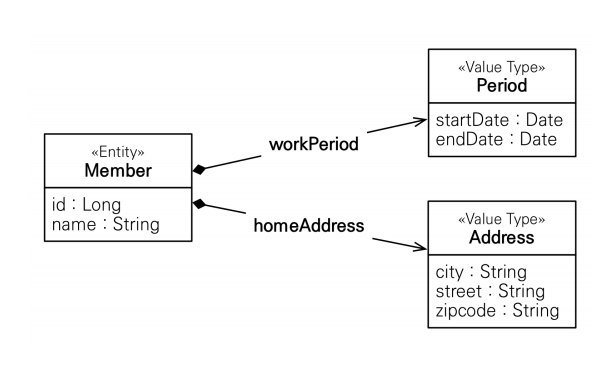 «Value Type»
Period
startDate : Date
endDate : Date
workPeriod
«Entity»
Member
id : Long
name : String
homeAddress
«Value Type»
Address
city : String
street : String
zipcode : String